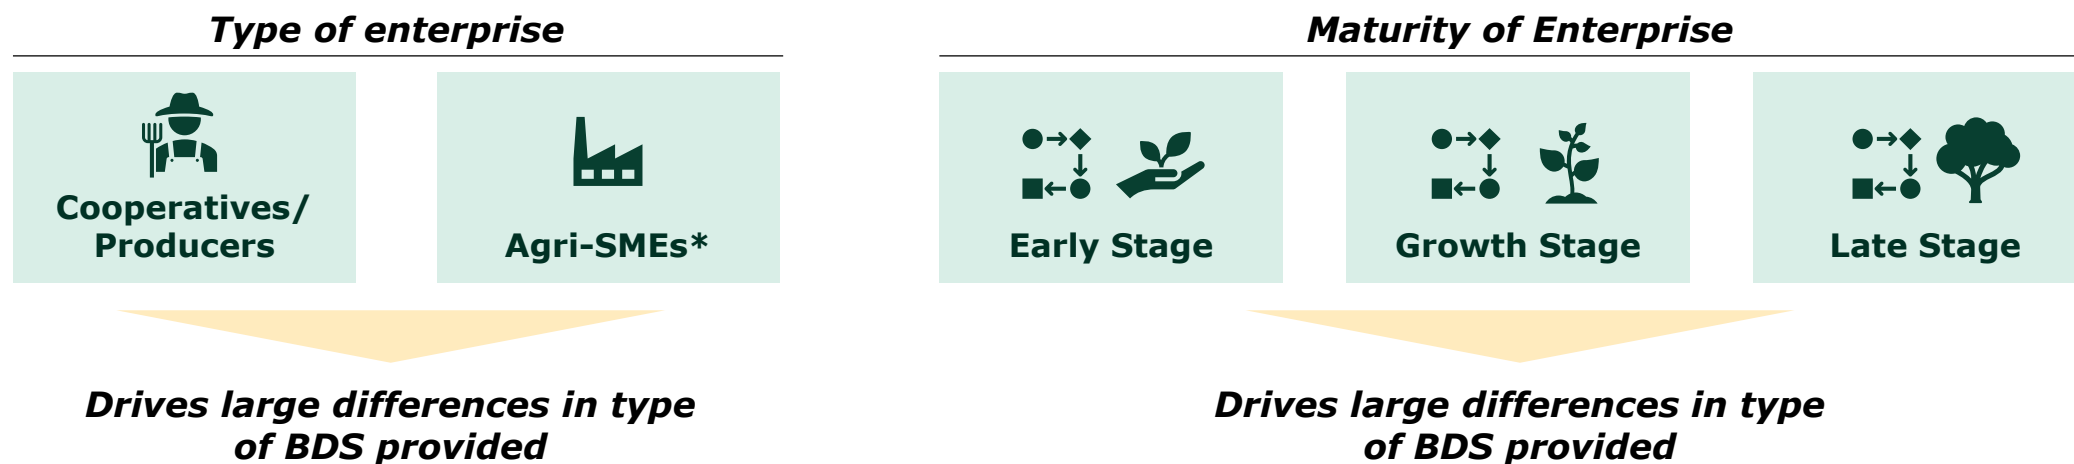 Type of enterprise
Cooperatives/
Producers
Agri-SMEs*
Drives large differences in type
of BDS provided
Maturity of Enterprise
Early Stage
Growth Stage
Late Stage
Drives large differences in type
of BDS provided